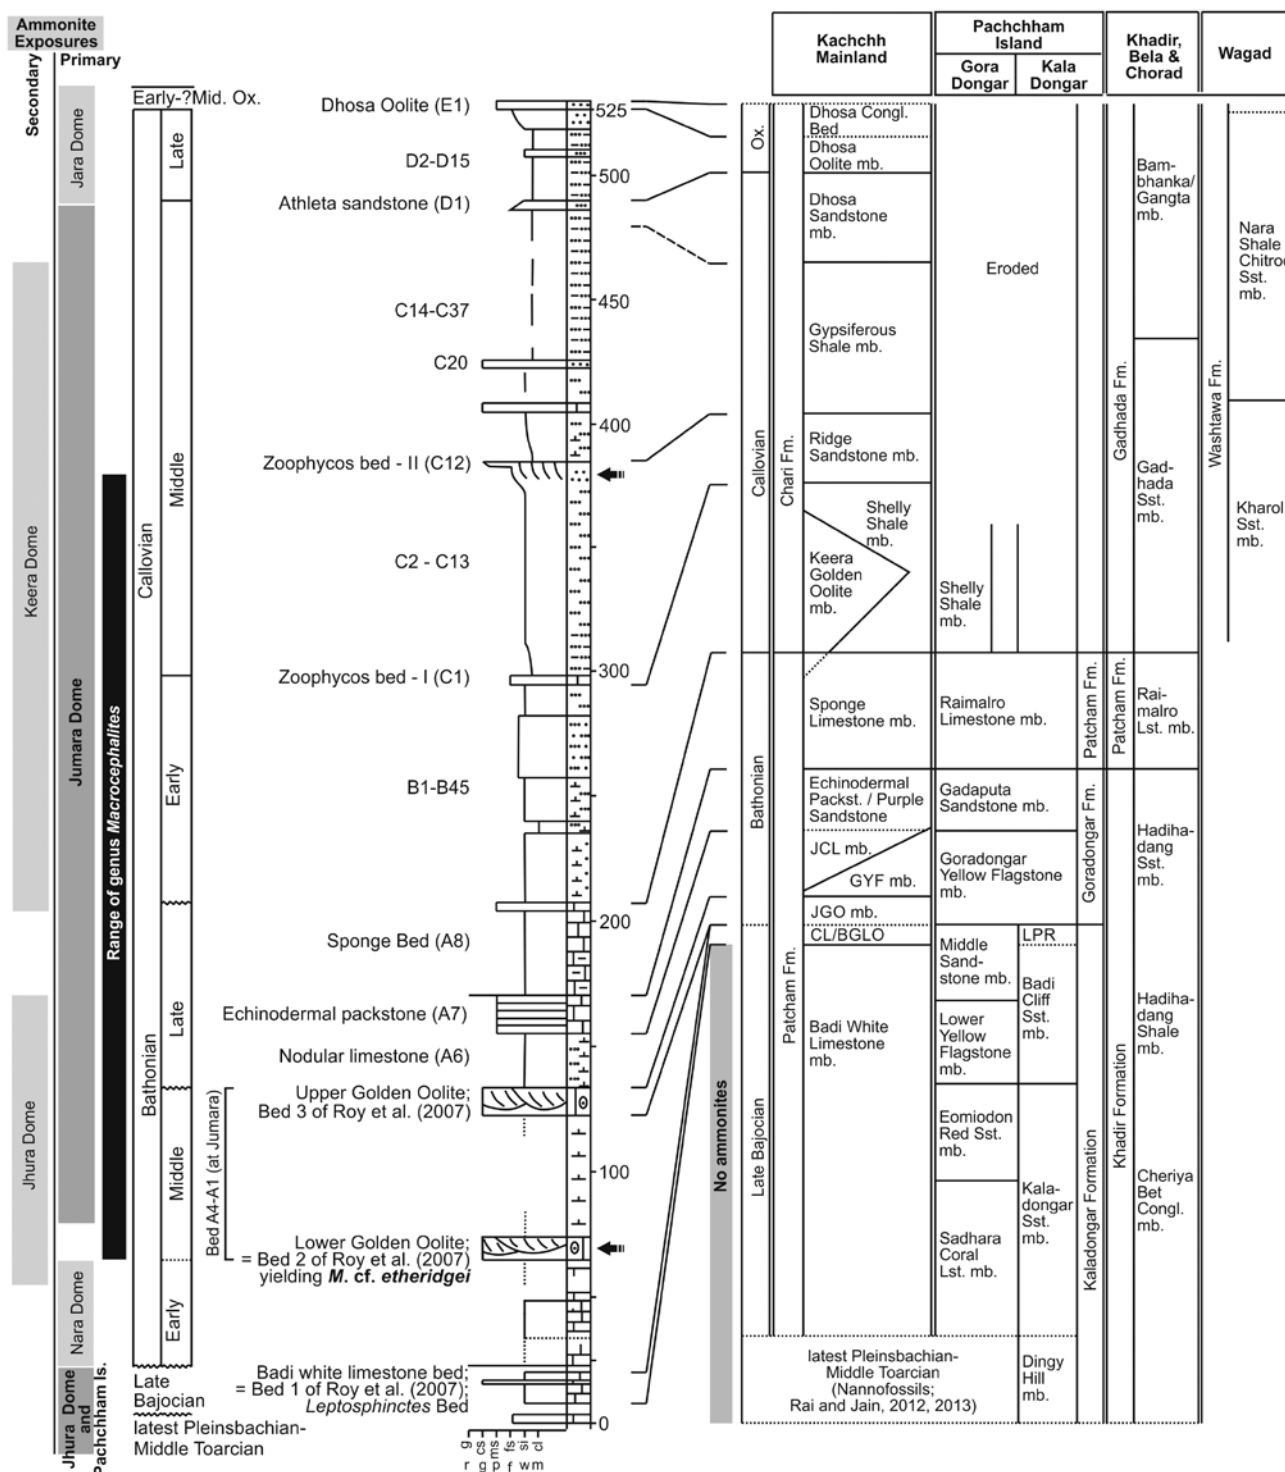 Ammonite
Exposures
Secondary
Primary
Jara Dome
Keera Dome
Jumara Dome
Jhura Dome
Nara Dome
Jhura Dome
and
Pachchham Is.
Range of genus Macrocephalites
Early-?Mid. Ox.
Callovian
Late
Middle
Early
Bathonian
Late
Middle
Early
Late
Bajocian
latest Pleinsbachian-
Middle Toarcian
Bed A4-A1 (at Jumara)
Dhosa Oolite (E1)
D2-D15
Athleta sandstone (D1)
C14-C37
C20
Zoophycos bed - II (C12)
C2 - C13
Zoophycos bed - I (C1)
B1-B45
Sponge Bed (A8)
Echinodermal packstone (A7)
Nodular limestone (A6)
Upper Golden Oolite;
Bed 3 of Roy et al. (2007)
Lower Golden Oolite;
= Bed 2 of Roy et al. (2007)
yielding M. cf. etheridgei
Badi white limestone bed;
= Bed 1 of Roy et al. (2007);
Leptosphinctes Bed
525
500
450
400
300
200
100
0
g cs ms fs si cl
r g p f w m
No ammonites
Kachchh
Mainland
Pachchham
Island
Gora
Dongar
Kala
Dongar
Khadir,
Bela &
Chorad
Wagad
Ox.
Callovian
Bathonian
Late Bajocian
Chari Fm.
Patcham Fm.
Dhosa Congl.
Bed
Dhosa
Oolite mb.
Dhosa
Sandstone
mb.
Gypsiferous
Shale mb.
Ridge
Sandstone mb.
Shelly
Shale
mb.
Keera
Golden
Oolite
mb.
Sponge
Limestone mb.
Echinodermal
Packst. / Purple
Sandstone
JCL mb.
GYF mb.
JGO mb.
CL/BGLO
Badi White
Limestone
mb.
latest Pleinsbachian-
Middle Toarcian
(Nannofossils;
Rai and Jain, 2012, 2013)
Eroded
Shelly
Shale
mb.
Raimalro
Limestone mb.
Gadaputa
Sandstone mb.
Goradongar
Yellow Flagstone
mb.
Middle
Sand-
stone mb.
Lower
Yellow
Flagstone
mb.
Eomiodon
Red Sst.
mb.
Sadhara
Coral
Lst. mb.
LPR
Badi
Cliff
Sst.
mb.
Kala-
dongar
Sst.
mb.
Dingy
Hill
mb.
Patcham Fm.
Goradongar Fm.
Kaladongar Formation
Gadhada Fm.
Patcham Fm.
Khadir Formation
Bam-
bhanka/
Gangta
mb.
Gad-
hada
Sst.
mb.
Rai-
malro
Lst. mb.
Hadiha-
dang
Sst.
mb.
Hadiha-
dang
Shale
mb.
Cheriya
Bet
Congl.
mb.
Washtawa Fm.
Nara
Shale
Chitrod
Sst.
mb.
Kharol
Sst.
mb.